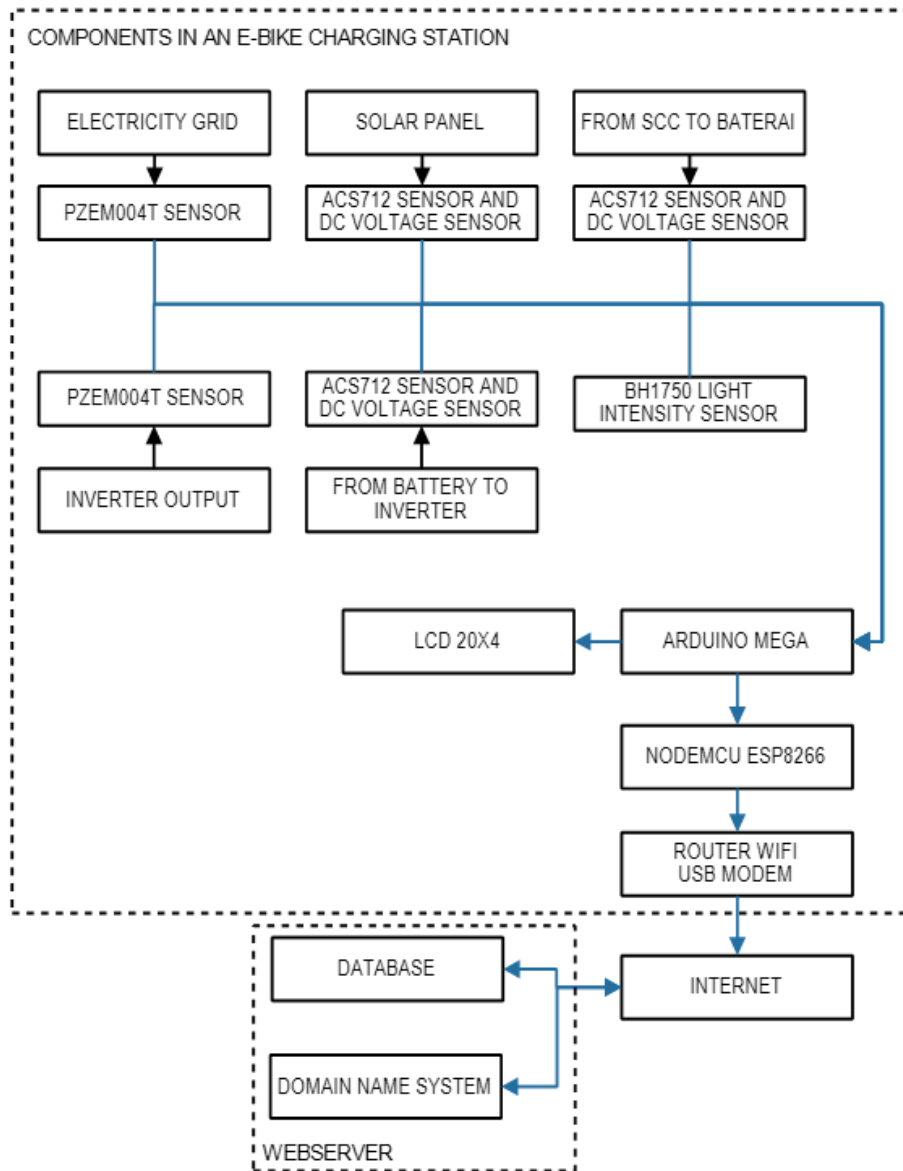 COMPONENTS IN AN E-BIKE CHARGING STATION
ELECTRICITY GRID
SOLAR PANEL
FROM SCC TO BATERAI
PZEM004T SENSOR
ACS712 SENSOR AND
DC VOLTAGE SENSOR
ACS712 SENSOR AND
DC VOLTAGE SENSOR
PZEM004T SENSOR
ACS712 SENSOR AND
DC VOLTAGE SENSOR
BH1750 LIGHT
INTENSITY SENSOR
INVERTER OUTPUT
FROM BATTERY TO
INVERTER
LCD 20X4
ARDUINO MEGA
NODEMCU ESP8266
ROUTER WIFI
USB MODEM
DATABASE
INTERNET
DOMAIN NAME SYSTEM
WEBSERVER